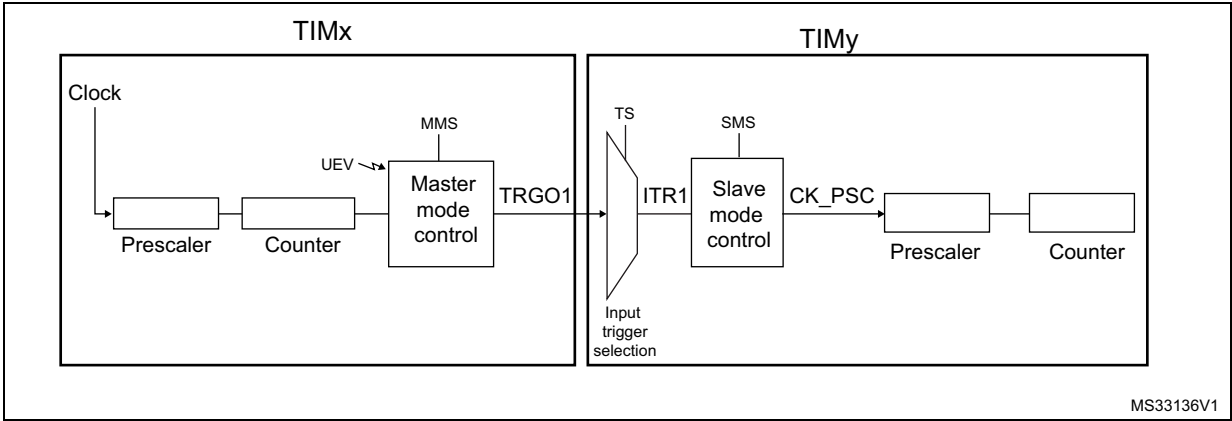 TIMx
TIMy
Clock
MMS
TS
SMS
UEV
Master
mode
control
TRGO1
ITR1
Slave
mode
control
CK_PSC
Prescaler
Counter
Prescaler
Counter
Input
trigger
selection
MS33136V1